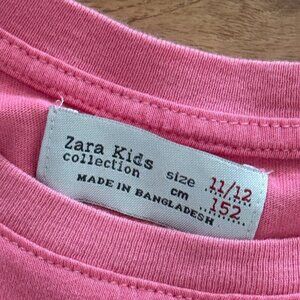 Zara Kids
collection
size 11/12
cm 152
MADE IN BANGLADESH